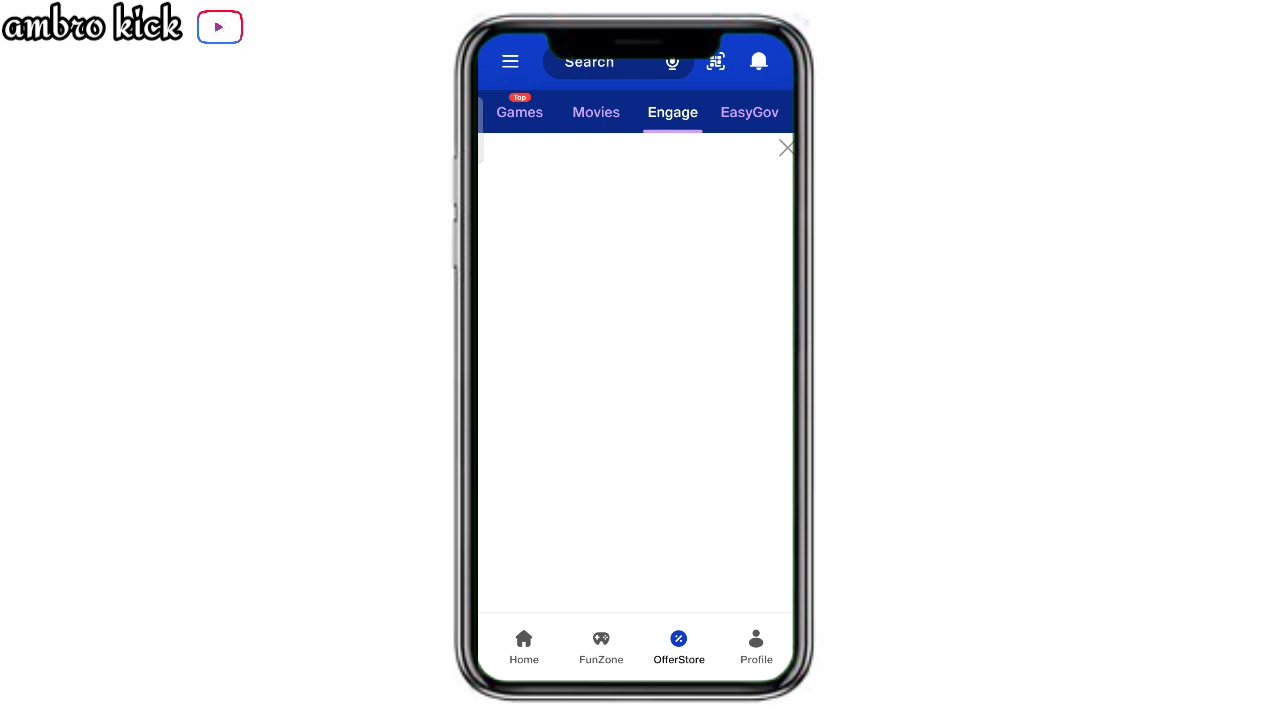 ambro kick
Search
Top
Games Movies Engage EasyGov
Home FunZone OfferStore Profile